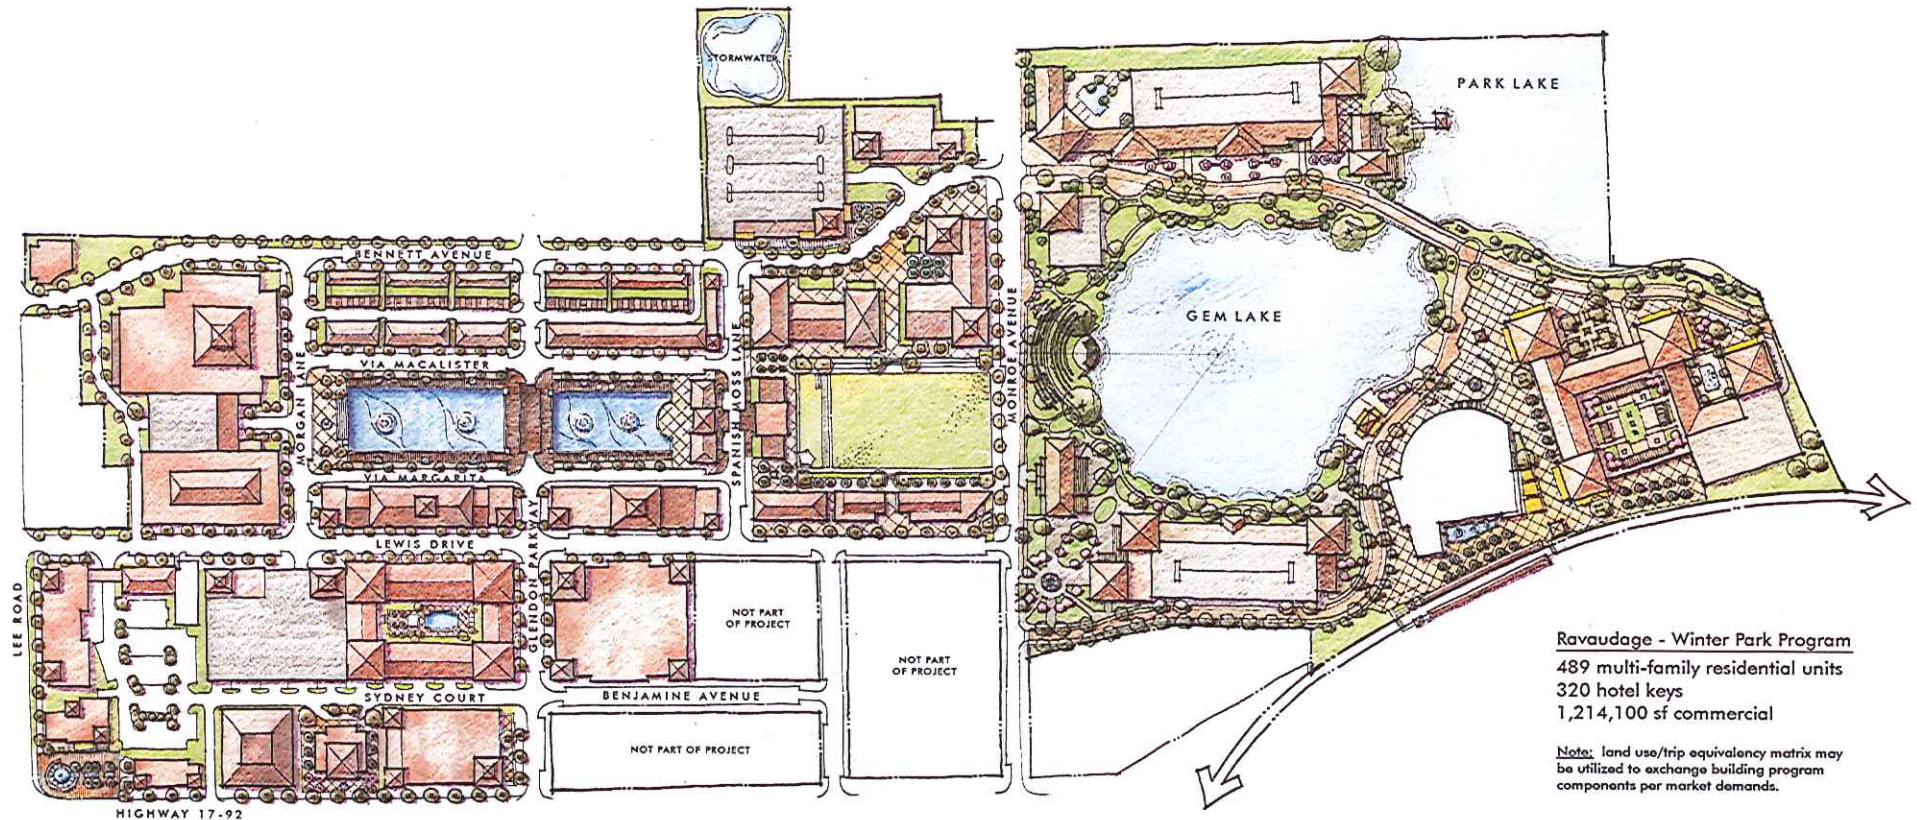 STORMWATER
PARK LAKE
BENNETT AVENUE
GEM LAKE
MONROE AVENUE
SPANISH MOSS LANE
MORGAN LANE
VIA MACALISTER
VIA MARGARITA
LEWIS DRIVE
GLENDON PARKWAY
LEE ROAD
NOT PART
OF PROJECT
NOT PART
OF PROJECT
SYDNEY COURT
BENJAMINE AVENUE
NOT PART OF PROJECT
HIGHWAY 17-92
Ravaudage - Winter Park Program
489 multi-family residential units
320 hotel keys
1,214,100 sf commercial
Note: land use/trip equivalency matrix may
be utilized to exchange building program
components per market demands.